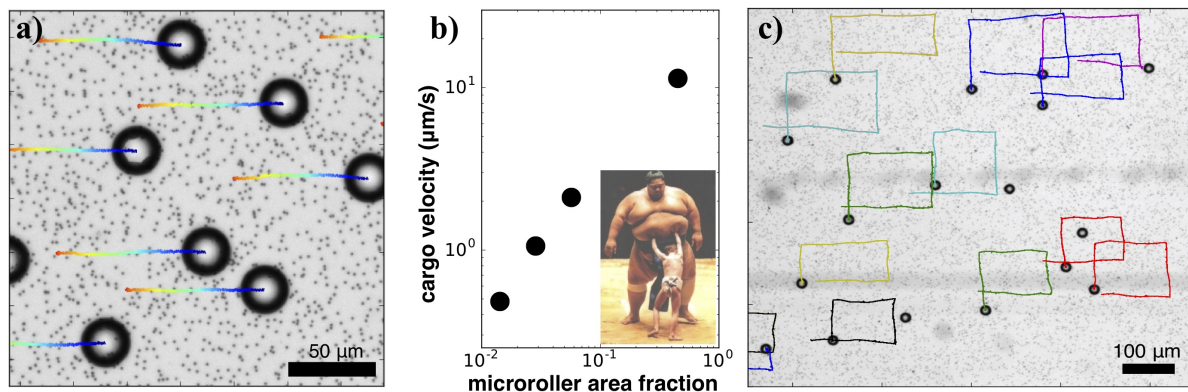 a)
50 µm
b)
cargo velocity (µm/s)
10¹
10⁰
10⁻²
10⁻¹
10⁰
microroller area fraction
c)
100 µm